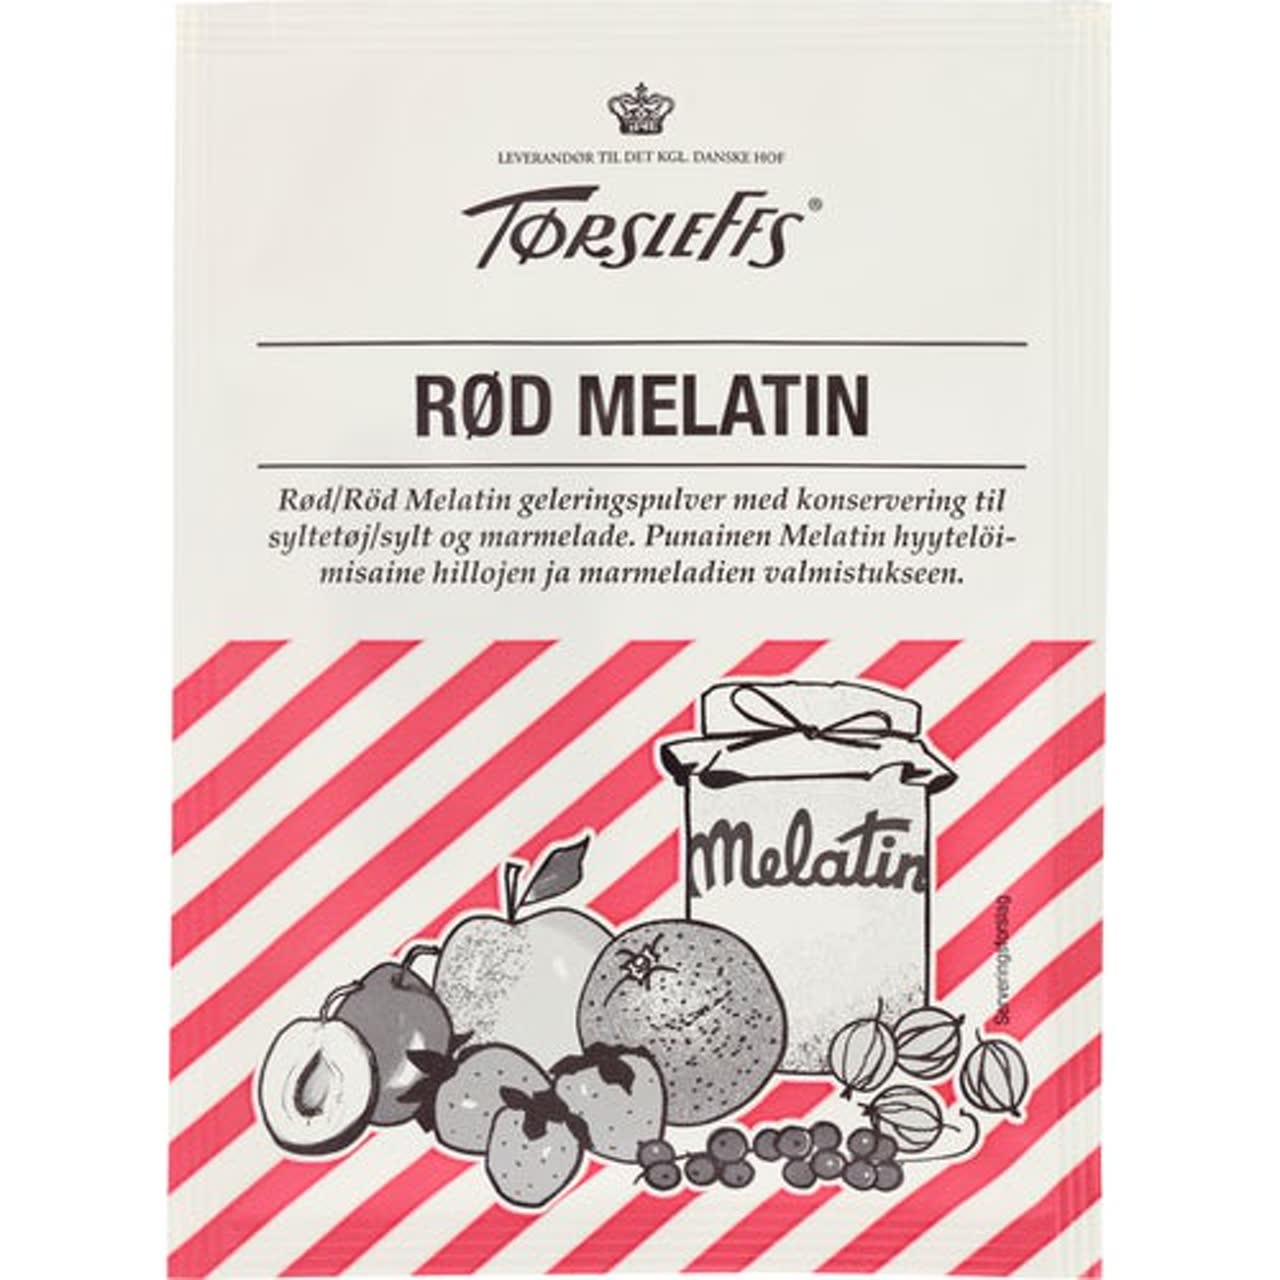 LEVERANDØR TIL DET KGL. DANSKE HOF
TØRSLEFFS®
RØD MELATIN
Rød/Röd Melatin geleringspulver med konservering til
syltetøj/sylt og marmelade. Punainen Melatin hyytelöi-
misaine hillojen ja marmeladien valmistukseen.
Melatin
Serveringsforslag